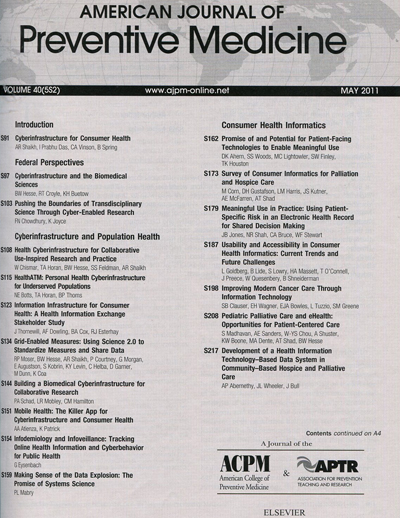 AMERICAN JOURNAL OF
Preventive Medicine
VOLUME 40(5S2) www.ajpm-online.net MAY 2011
Introduction
S91 Cyberinfrastructure for Consumer Health
AR Shaikh, I Prabhu Das, CA Vinson, B Spring
Federal Perspectives
S97 Cyberinfrastructure and the Biomedical
Sciences
BW Hesse, RT Croyle, KH Buetow
S103 Pushing the Boundaries of Transdisciplinary
Science Through Cyber-Enabled Research
FN Chowdhury, K Joyce
Cyberinfrastructure and Population Health
S108 Health Cyberinfrastructure for Collaborative
Use-Inspired Research and Practice
W Chismar, TA Horan, BW Hesse, SS Feldman, AR Shaikh
S115 HealthATM: Personal Health Cyberinfrastructure
for Underserved Populations
NE Botts, TA Horan, BP Thoms
S123 Information Infrastructure for Consumer
Health: A Health Information Exchange
Stakeholder Study
J Thornewill, AF Dowling, BA Cox, RJ Esterhay
S134 Grid-Enabled Measures: Using Science 2.0 to
Standardize Measures and Share Data
RP Moser, BW Hesse, AR Shaikh, P Courtney, G Morgan,
E Augustson, S Kobrin, KY Levin, C Helba, D Garner,
M Dunn, K Coa
S144 Building a Biomedical Cyberinfrastructure for
Collaborative Research
PA Schad, LR Mobley, CM Hamilton
S151 Mobile Health: The Killer App for
Cyberinfrastructure and Consumer Health
AA Atienza, K Patrick
S154 Infodemiology and Infoveillance: Tracking
Online Health Information and Cyberbehavior
for Public Health
G Eysenbach
S159 Making Sense of the Data Explosion: The
Promise of Systems Science
PL Mabry
Consumer Health Informatics
S162 Promise of and Potential for Patient-Facing
Technologies to Enable Meaningful Use
DK Ahern, SS Woods, MC Lightowler, SW Finley,
TK Houston
S173 Survey of Consumer Informatics for Palliation
and Hospice Care
M Corn, DH Gustafson, LM Harris, JS Kutner,
AE McFarren, AT Shad
S179 Meaningful Use in Practice: Using Patient-
Specific Risk in an Electronic Health Record
for Shared Decision Making
JB Jones, NR Shah, CA Bruce, WF Stewart
S187 Usability and Accessibility in Consumer
Health Informatics: Current Trends and
Future Challenges
L Goldberg, B Lide, S Lowry, HA Massett, T O'Connell,
J Preece, W Quesenbery, B Shneiderman
S198 Improving Modern Cancer Care Through
Information Technology
SB Clauser, EH Wagner, EJA Bowles, L Tuzzio, SM Greene
S208 Pediatric Palliative Care and eHealth:
Opportunities for Patient-Centered Care
S Madhavan, AE Sanders, W-YS Chou, A Shuster,
KW Boone, MA Dente, AT Shad, BW Hesse
S217 Development of a Health Information
Technology–Based Data System in
Community-Based Hospice and Palliative
Care
AP Abernethy, JL Wheeler, J Bull
Contents continued on A4
A Journal of the
ACPM & APTR
American College of
Preventive Medicine
ASSOCIATION FOR PREVENTION
TEACHING AND RESEARCH
ELSEVIER